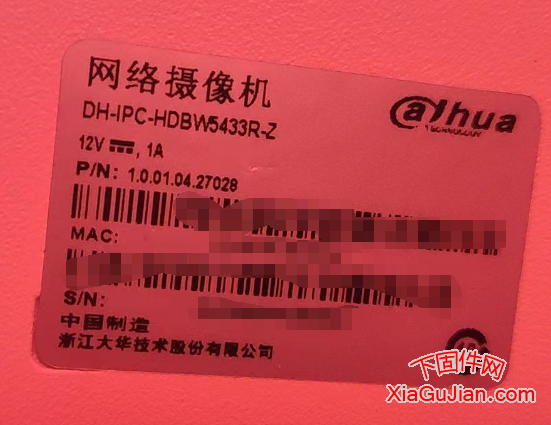 网络摄像机
alhua
TECHNOLOGY
DH-IPC-HDBW5433R-Z
12V ⎓, 1A
P/N: 1.0.01.04.27028
MAC:
S/N:
中国制造
浙江大华技术股份有限公司
下固件网
XiaGuJian.com